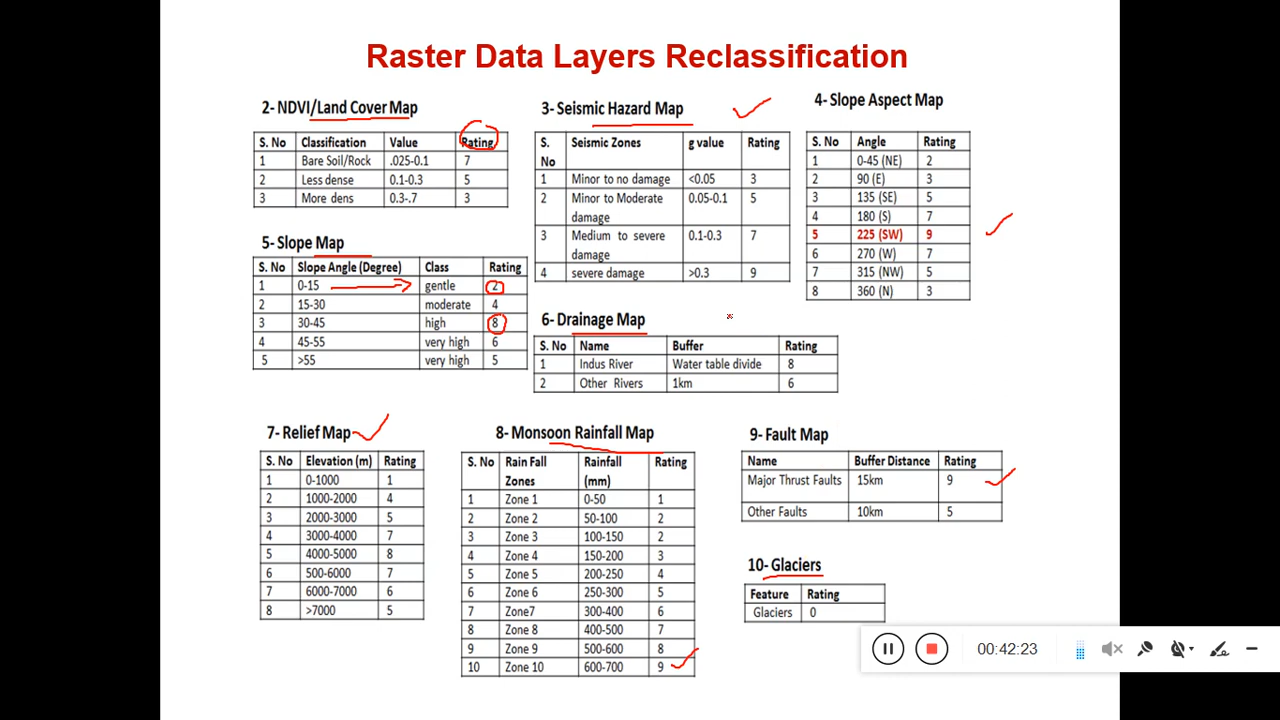 Raster Data Layers Reclassification
2- NDVI/Land Cover Map
S. No Classification Value Rating
1 Bare Soil/Rock .025-0.1 7
2 Less dense 0.1-0.3 5
3 More dens 0.3-.7 3
3- Seismic Hazard Map
S. No Seismic Zones g value Rating
1 Minor to no damage <0.05 3
2 Minor to Moderate damage 0.05-0.1 5
3 Medium to severe damage 0.1-0.3 7
4 severe damage >0.3 9
4- Slope Aspect Map
S. No Angle Rating
1 0-45 (NE) 2
2 90 (E) 3
3 135 (SE) 5
4 180 (S) 7
5 225 (SW) 9
6 270 (W) 7
7 315 (NW) 5
8 360 (N) 3
5- Slope Map
S. No Slope Angle (Degree) Class Rating
1 0-15 gentle 2
2 15-30 moderate 4
3 30-45 high 8
4 45-55 very high 6
5 >55 very high 5
6- Drainage Map
S. No Name Buffer Rating
1 Indus River Water table divide 8
2 Other Rivers 1km 6
7- Relief Map
S. No Elevation (m) Rating
1 0-1000 1
2 1000-2000 4
3 2000-3000 5
4 3000-4000 7
5 4000-5000 8
6 500-6000 7
7 6000-7000 6
8 >7000 5
8- Monsoon Rainfall Map
S. No Rain Fall Zones Rainfall (mm) Rating
1 Zone 1 0-50 1
2 Zone 2 50-100 2
3 Zone 3 100-150 2
4 Zone 4 150-200 3
5 Zone 5 200-250 4
6 Zone 6 250-300 5
7 Zone7 300-400 6
8 Zone 8 400-500 7
9 Zone 9 500-600 8
10 Zone 10 600-700 9
9- Fault Map
Name Buffer Distance Rating
Major Thrust Faults 15km 9
Other Faults 10km 5
10- Glaciers
Feature Rating
Glaciers 0
00:42:23